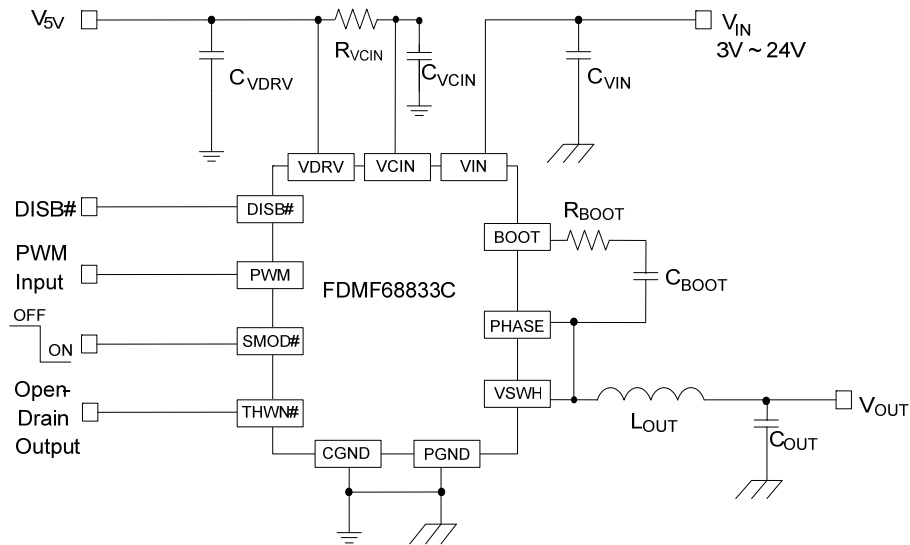 V5V
RVCIN
CVDRV
CVCIN
CVIN
VIN
3V ~ 24V
VDRV
VCIN
VIN
DISB#
DISB#
PWM
Input
PWM
OFF
ON
SMOD#
Open-
Drain
Output
THWN#
FDMF68833C
BOOT
RBOOT
CBOOT
PHASE
VSWH
LOUT
VOUT
COUT
CGND
PGND